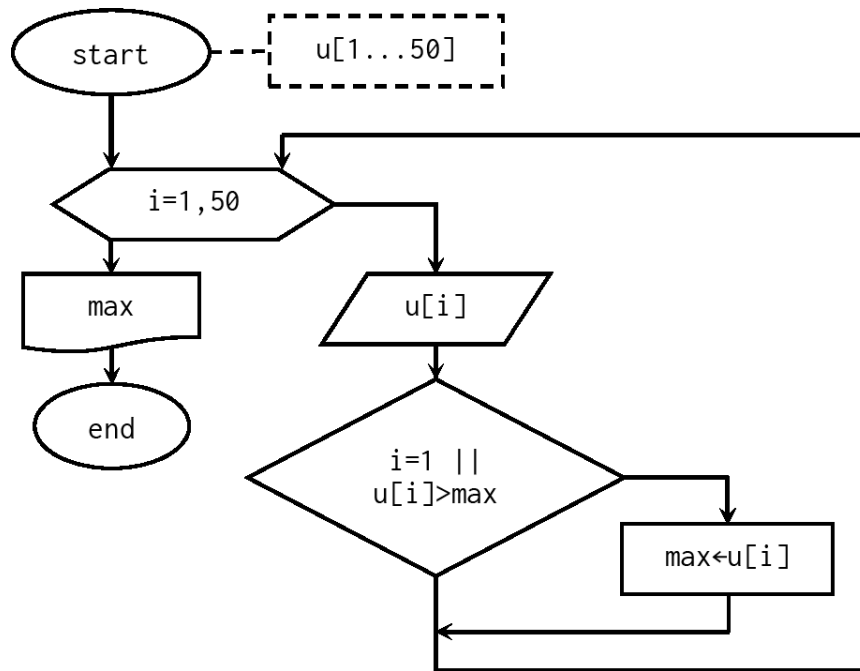 start
u[1...50]
i=1,50
max
u[i]
end
i=1 ||
u[i]>max
max←u[i]